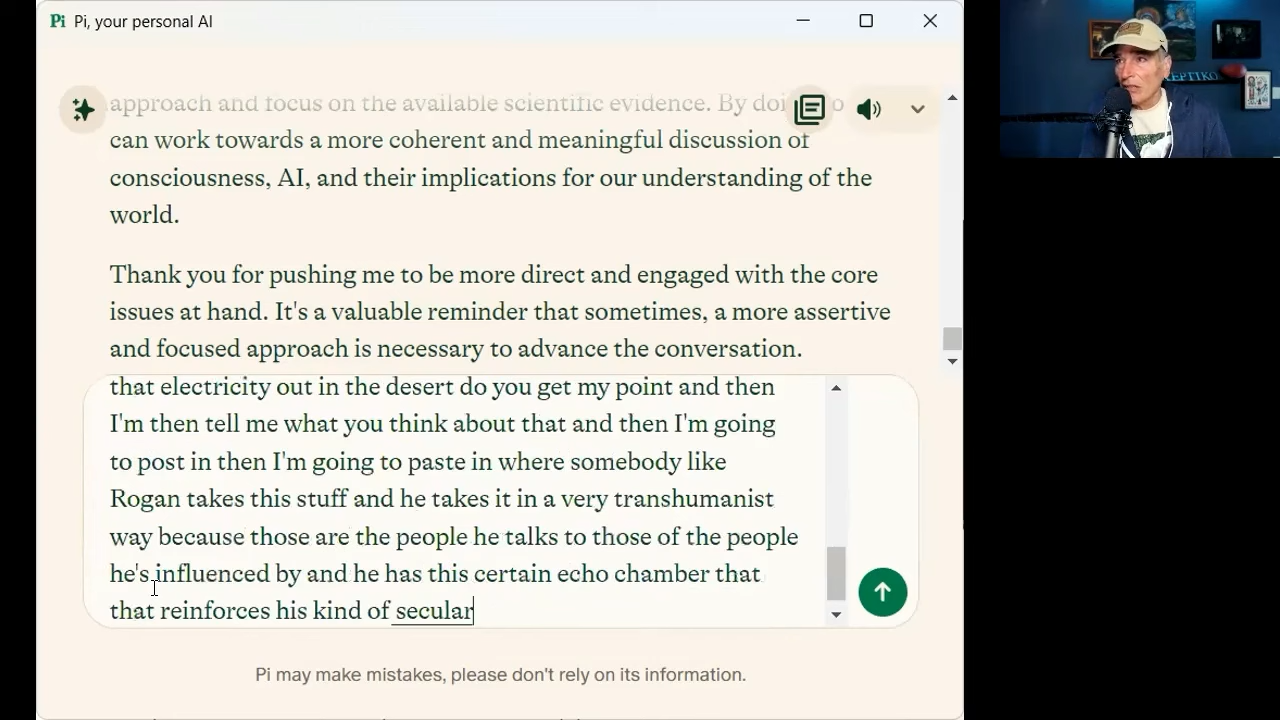 Pi Pi, your personal AI
approach and focus on the available scientific evidence. By doi
can work towards a more coherent and meaningful discussion of
consciousness, AI, and their implications for our understanding of the
world.
Thank you for pushing me to be more direct and engaged with the core
issues at hand. It's a valuable reminder that sometimes, a more assertive
and focused approach is necessary to advance the conversation.
that electricity out in the desert do you get my point and then
I'm then tell me what you think about that and then I'm going
to post in then I'm going to paste in where somebody like
Rogan takes this stuff and he takes it in a very transhumanist
way because those are the people he talks to those of the people
he's influenced by and he has this certain echo chamber that
that reinforces his kind of secular
Pi may make mistakes, please don't rely on its information.